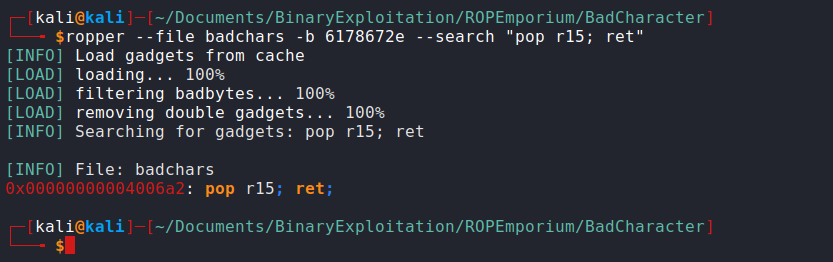 ┌─[kali@kali]─[~/Documents/BinaryExploitation/ROPEmporium/BadCharacter]
└──╼ $ropper --file badchars -b 6178672e --search "pop r15; ret"
[INFO] Load gadgets from cache
[LOAD] loading... 100%
[LOAD] filtering badbytes... 100%
[LOAD] removing double gadgets... 100%
[INFO] Searching for gadgets: pop r15; ret

[INFO] File: badchars
0x00000000004006a2: pop r15; ret;

┌─[kali@kali]─[~/Documents/BinaryExploitation/ROPEmporium/BadCharacter]
└──╼ $